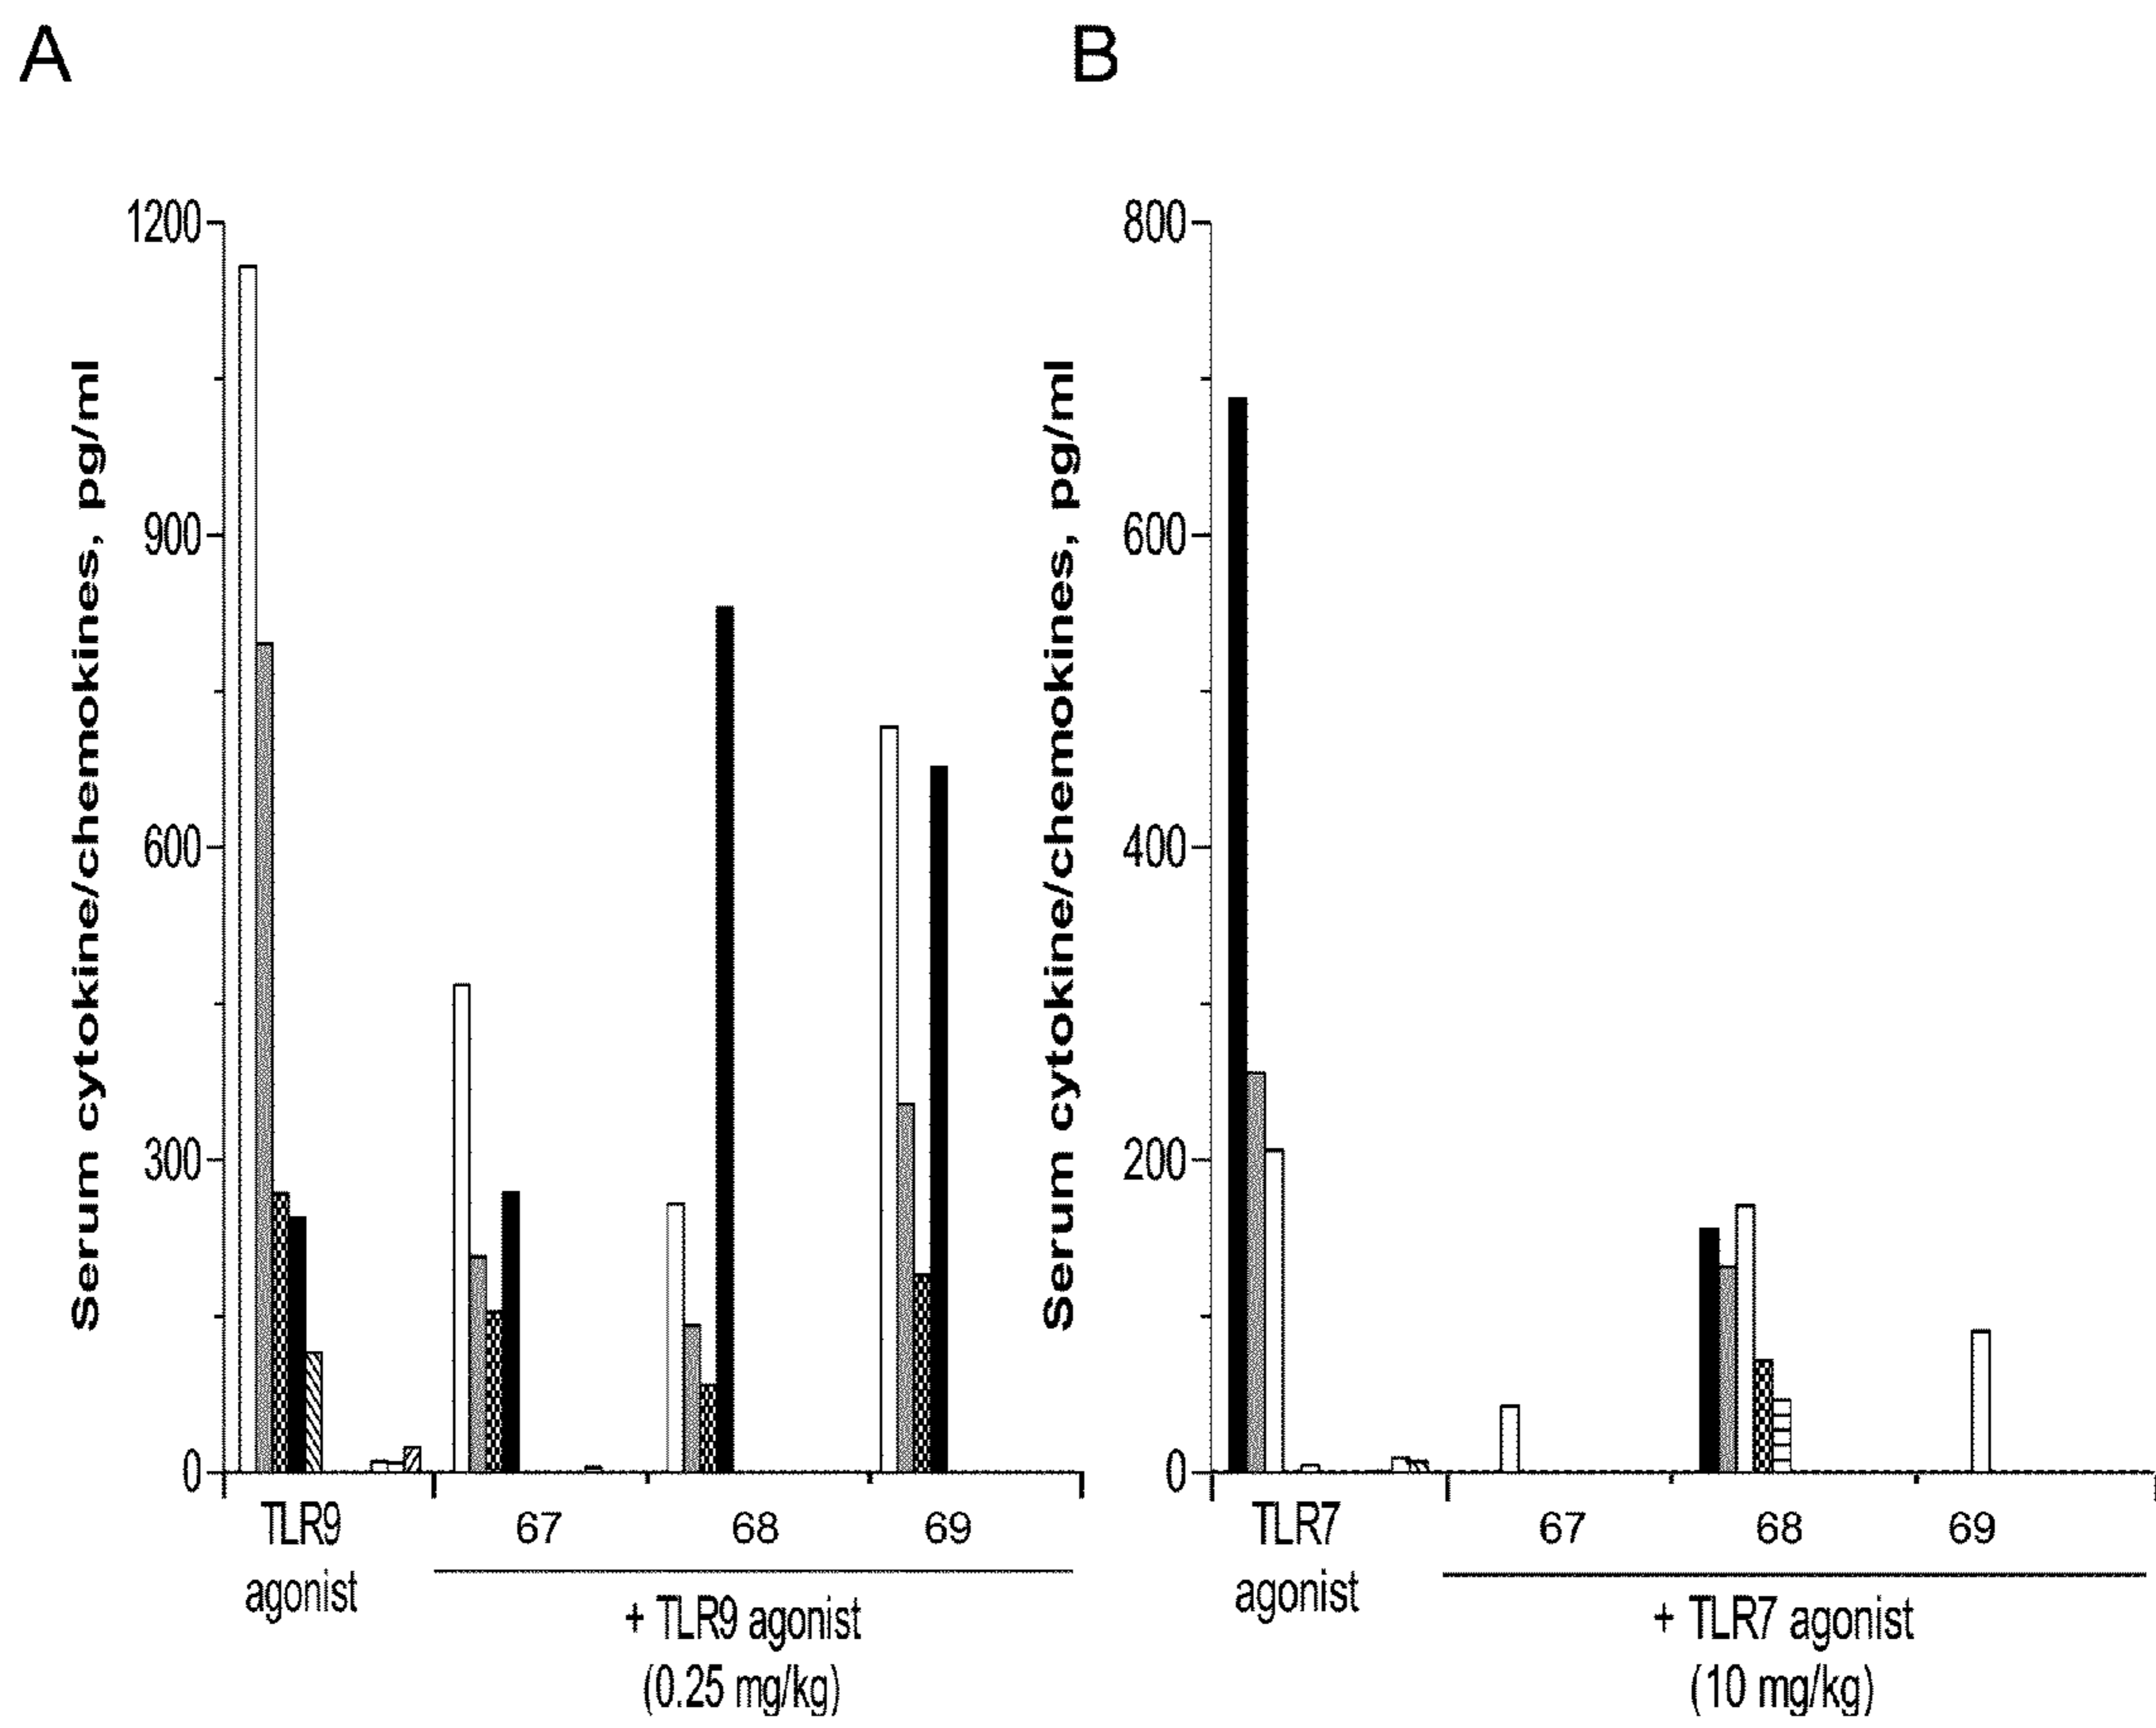 A
B
Serum cytokine/chemokines, pg/ml
1200
900
600
300
0
TLR9
agonist
67
68
69
+ TLR9 agonist
(0.25 mg/kg)
Serum cytokine/chemokines, pg/ml
800
600
400
200
0
TLR7
agonist
67
68
69
+ TLR7 agonist
(10 mg/kg)